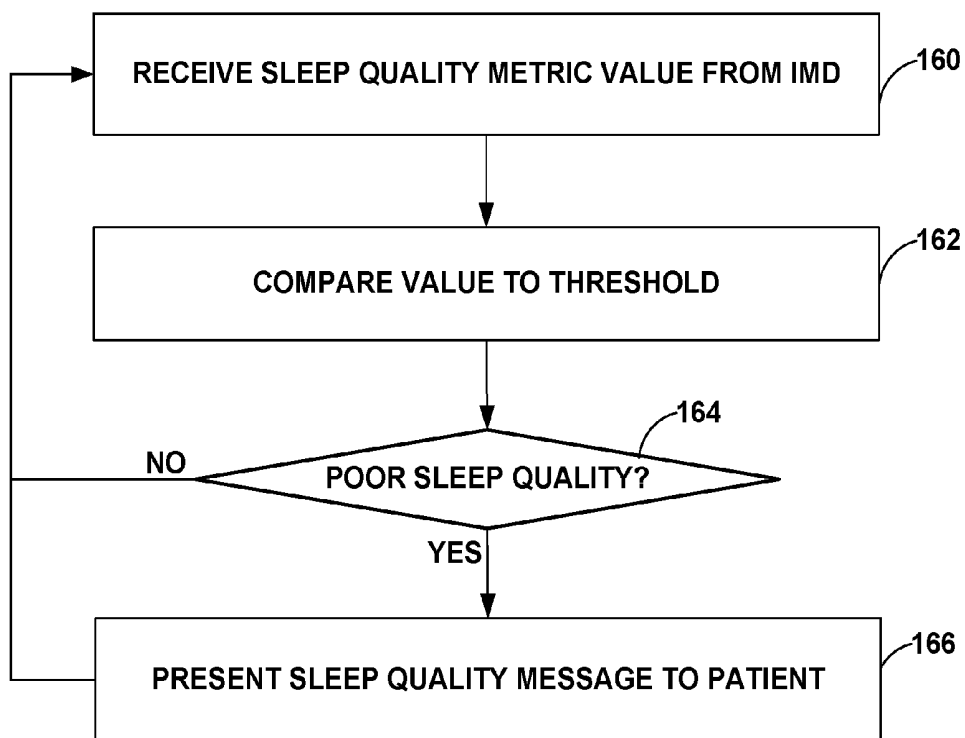 RECEIVE SLEEP QUALITY METRIC VALUE FROM IMD
160
COMPARE VALUE TO THRESHOLD
162
164
POOR SLEEP QUALITY?
NO
YES
PRESENT SLEEP QUALITY MESSAGE TO PATIENT
166